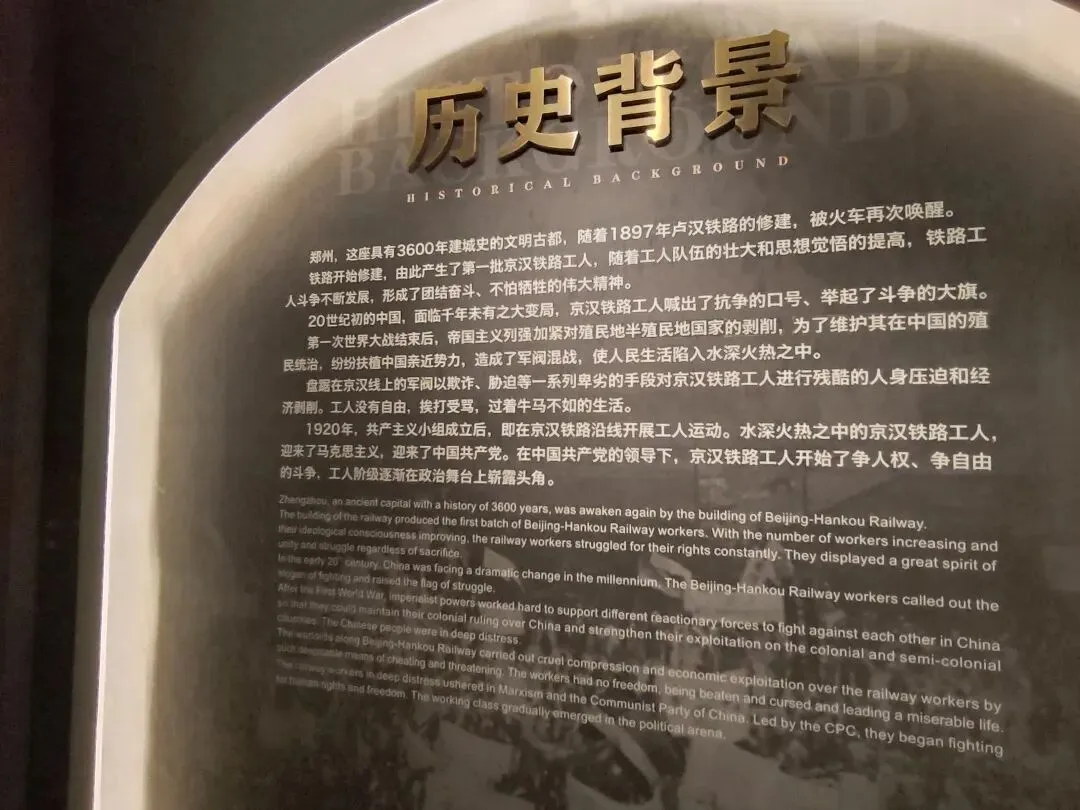 HISTORICAL
BACKGROUND
历史背景
HISTORICAL BACKGROUND
郑州，这座具有3600年建城史的文明古都，随着1897年卢汉铁路的修建，被火车再次唤醒。
铁路开始修建，由此产生了第一批京汉铁路工人，随着工人队伍的壮大和思想觉悟的提高，铁路工
人斗争不断发展，形成了团结奋斗、不怕牺牲的伟大精神。
20世纪初的中国，面临千年未有之大变局，京汉铁路工人喊出了抗争的口号、举起了斗争的大旗。
第一次世界大战结束后，帝国主义列强加紧对殖民地半殖民地国家的剥削，为了维护其在中国的殖
民统治，纷纷扶植中国亲近势力，造成了军阀混战，使人民生活陷入水深火热之中。
盘踞在京汉线上的军阀以欺诈、胁迫等一系列卑劣的手段对京汉铁路工人进行残酷的人身压迫和经
济剥削。工人没有自由，挨打受骂，过着牛马不如的生活。
1920年，共产主义小组成立后，即在京汉铁路沿线开展工人运动。水深火热之中的京汉铁路工人，
迎来了马克思主义，迎来了中国共产党。在中国共产党的领导下，京汉铁路工人开始了争人权、争自由
的斗争，工人阶级逐渐在政治舞台上崭露头角。
Zhengzhou, an ancient capital with a history of 3600 years, was awaken again by the building of Beijing-Hankou Railway.
The building of the railway produced the first batch of Beijing-Hankou Railway workers. With the number of workers increasing and
their ideological consciousness improving, the railway workers struggled for their rights constantly. They displayed a great spirit of
unity and struggle regardless of sacrifice.
In the early 20th century, China was facing a dramatic change in the millennium. The Beijing-Hankou Railway workers called out the
slogan of fighting and raised the flag of struggle.
After the First World War, imperialist powers worked hard to support different reactionary forces to fight against each other in China
so that they could maintain their colonial ruling over China and strengthen their exploitation on the colonial and semi-colonial
countries. The Chinese people were in deep distress.
The warlords along Beijing-Hankou Railway carried out cruel compression and economic exploitation over the railway workers by
such despicable means of cheating and threatening. The workers had no freedom, being beaten and cursed and leading a miserable life.
The railway workers in deep distress ushered in Marxism and the Communist Party of China. Led by the CPC, they began fighting
for human rights and freedom. The working class gradually emerged in the political arena.